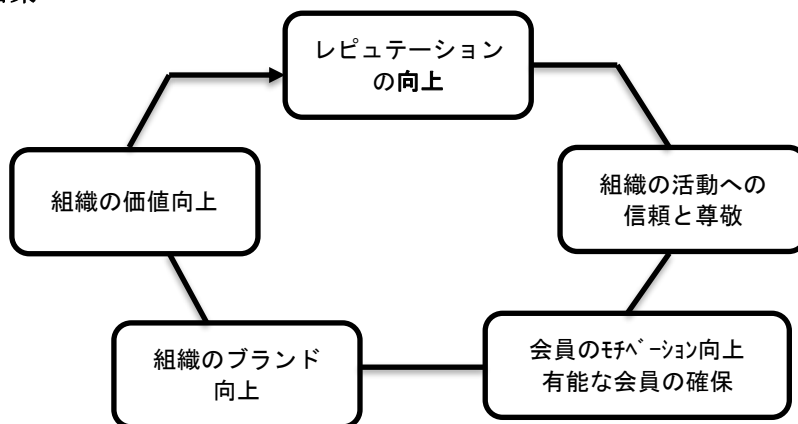 レピュテーション
の向上
組織の活動への
信頼と尊敬
会員のﾓﾁﾍﾞｰｼｮﾝ向上
有能な会員の確保
組織のブランド
向上
組織の価値向上